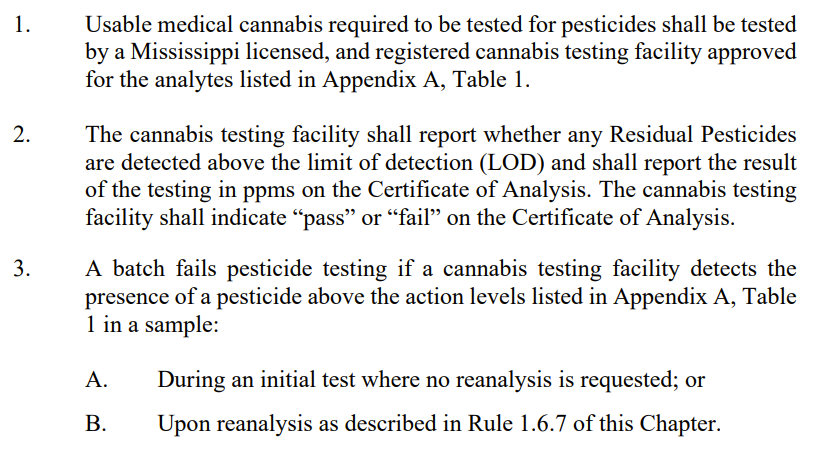 1. Usable medical cannabis required to be tested for pesticides shall be tested
by a Mississippi licensed, and registered cannabis testing facility approved
for the analytes listed in Appendix A, Table 1.
2. The cannabis testing facility shall report whether any Residual Pesticides
are detected above the limit of detection (LOD) and shall report the result
of the testing in ppms on the Certificate of Analysis. The cannabis testing
facility shall indicate “pass” or “fail” on the Certificate of Analysis.
3. A batch fails pesticide testing if a cannabis testing facility detects the
presence of a pesticide above the action levels listed in Appendix A, Table
1 in a sample:
A. During an initial test where no reanalysis is requested; or
B. Upon reanalysis as described in Rule 1.6.7 of this Chapter.